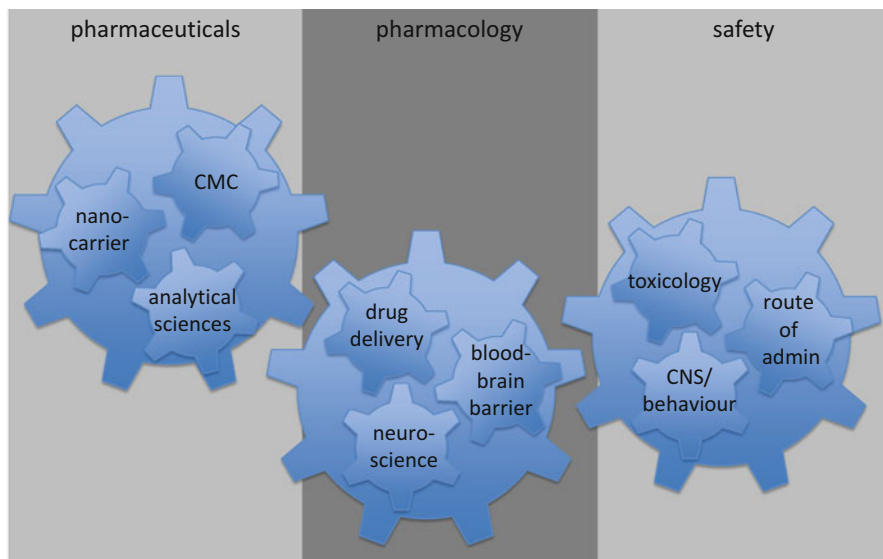 pharmaceuticals
pharmacology
safety
CMC
nano-
carrier
analytical
sciences
drug
delivery
blood-
brain
barrier
neuro-
science
toxicology
route
of
admin
CNS/
behaviour